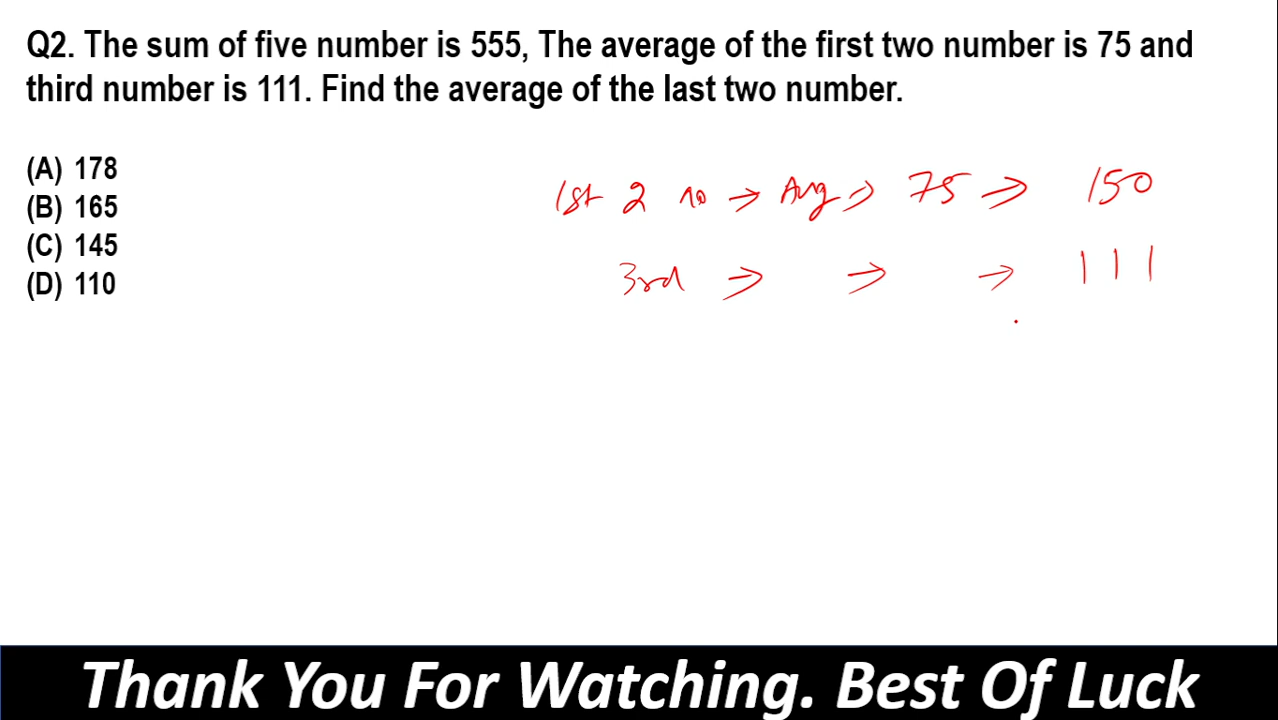 Q2. The sum of five number is 555, The average of the first two number is 75 and
third number is 111. Find the average of the last two number.
(A) 178
(B) 165
(C) 145
(D) 110
1st 2 no → Avg ⇒ 75 ⇒ 150
3rd ⇒ ⇒ → 111
Thank You For Watching. Best Of Luck